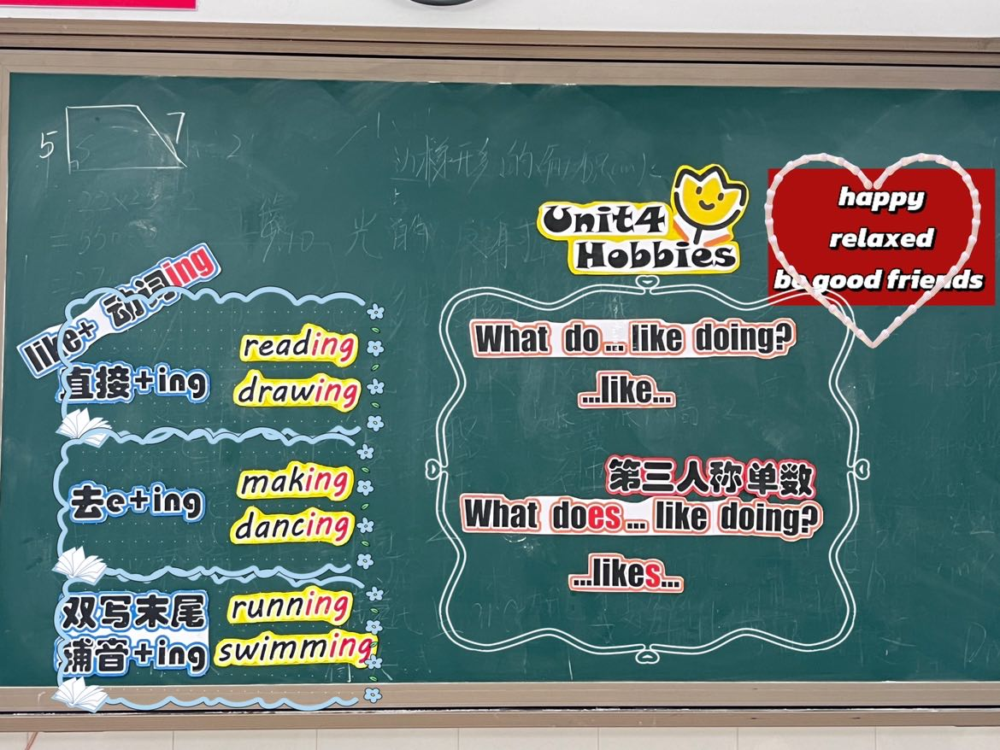 5
7
Unit4
Hobbies
happy
relaxed
be good friends
like+ 动词ing
直接+ing
reading
drawing
去e+ing
making
dancing
双写末尾
辅音+ing
running
swimming
What do ... like doing?
...like...
第三人称单数
What does ... like doing?
...likes...